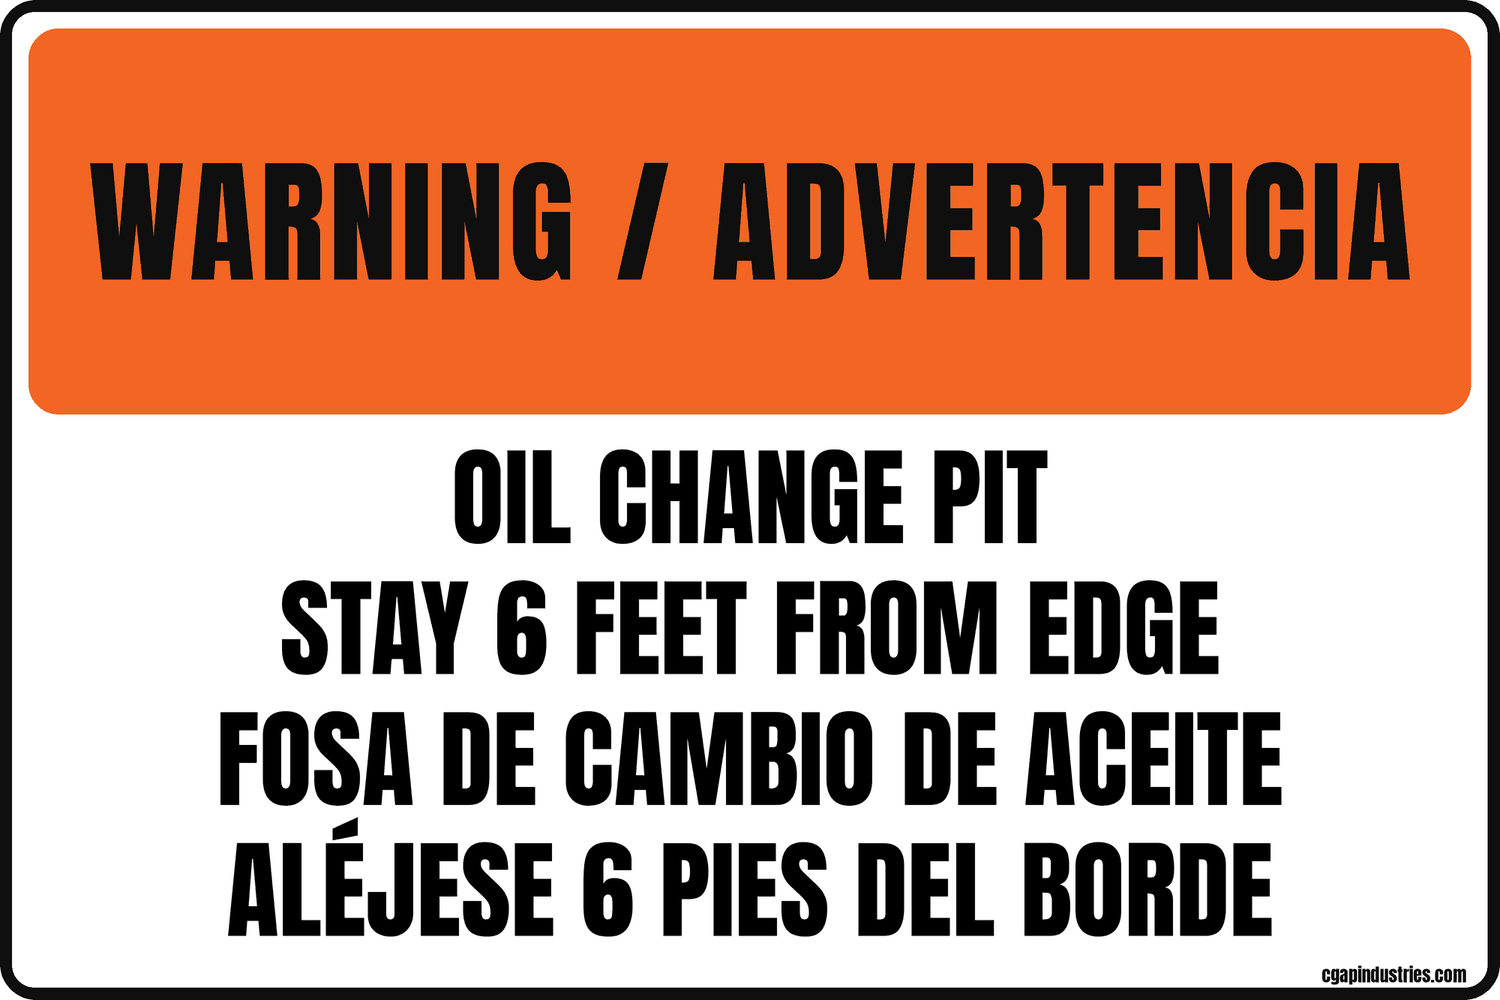 WARNING / ADVERTENCIA
OIL CHANGE PIT
STAY 6 FEET FROM EDGE
FOSA DE CAMBIO DE ACEITE
ALÉJESE 6 PIES DEL BORDE
cgapindustries.com